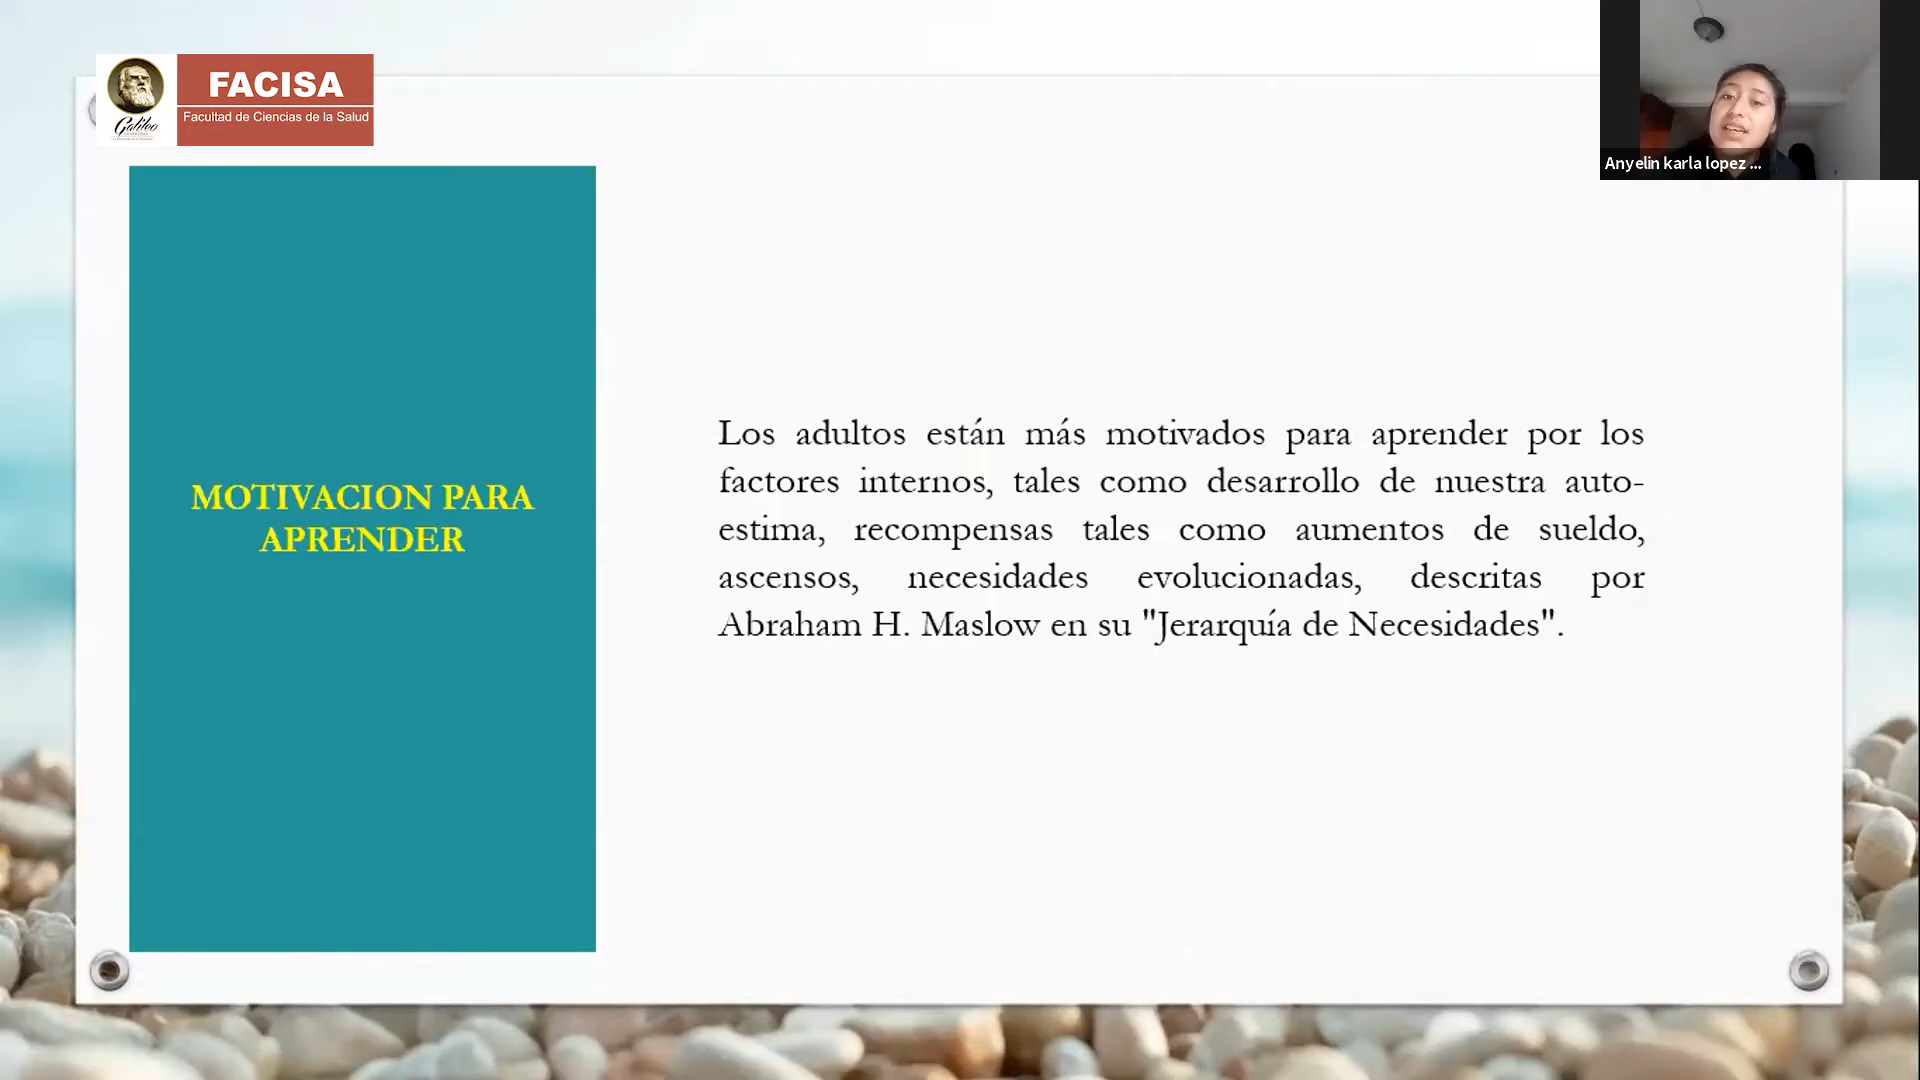 FACISA
Facultad de Ciencias de la Salud
Galileo
Anyelin karla lopez ...
MOTIVACION PARA
APRENDER
Los adultos están más motivados para aprender por los
factores internos, tales como desarrollo de nuestra auto-
estima, recompensas tales como aumentos de sueldo,
ascensos, necesidades evolucionadas, descritas por
Abraham H. Maslow en su "Jerarquía de Necesidades".